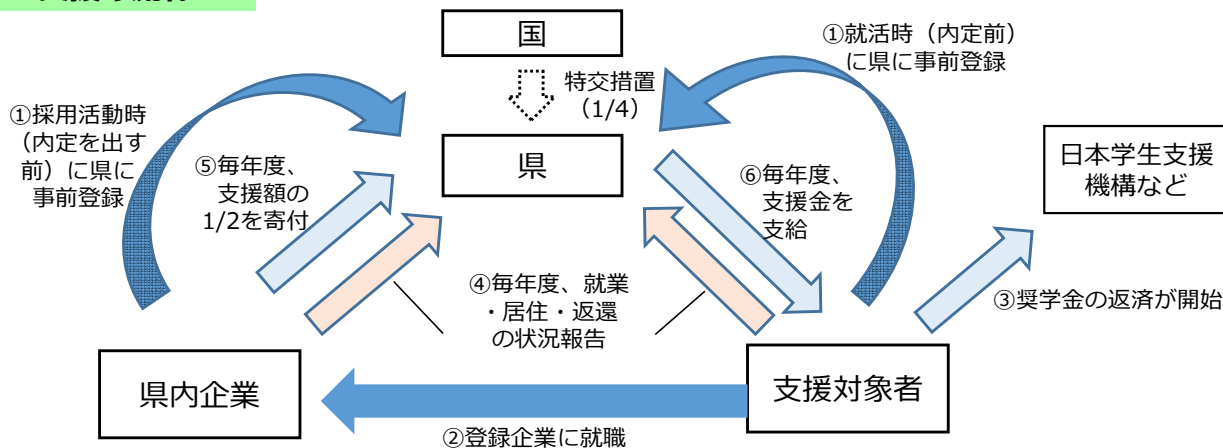 国
特交措置
（1/4）
県
①就活時（内定前）
に県に事前登録
①採用活動時
（内定を出す
前）に県に
事前登録
⑤毎年度、
支援額の
1/2を寄付
⑥毎年度、
支援金を
支給
日本学生支援
機構など
④毎年度、就業
・居住・返還
の状況報告
③奨学金の返済が開始
県内企業
支援対象者
②登録企業に就職